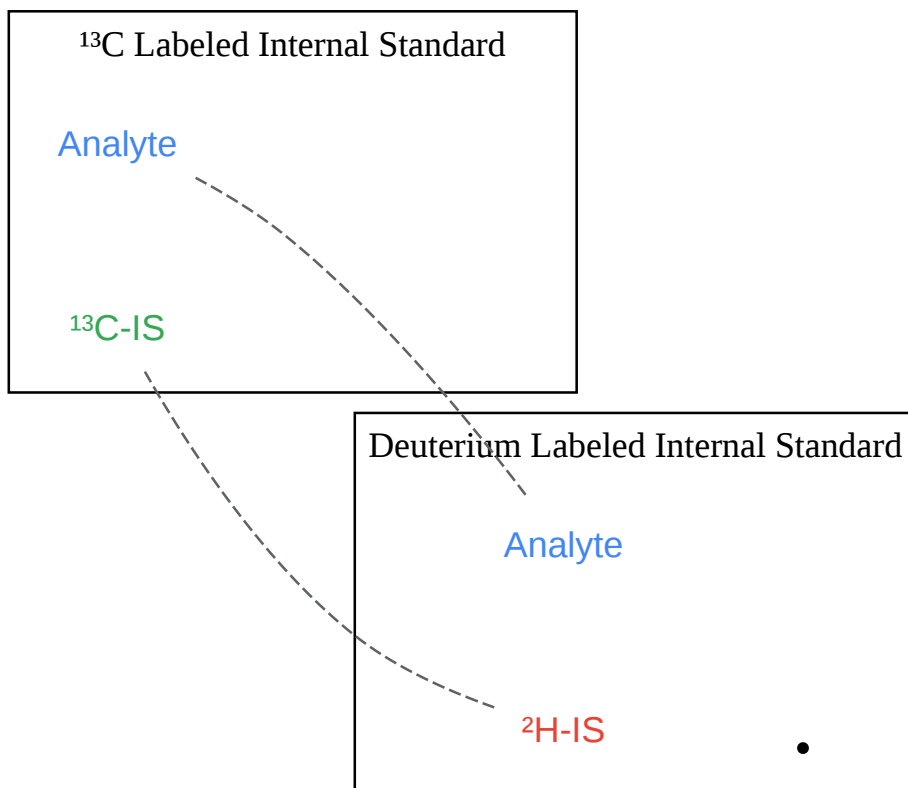 ¹³C Labeled Internal Standard
Analyte
¹³C-IS
Deuterium Labeled Internal Standard
Analyte
²H-IS